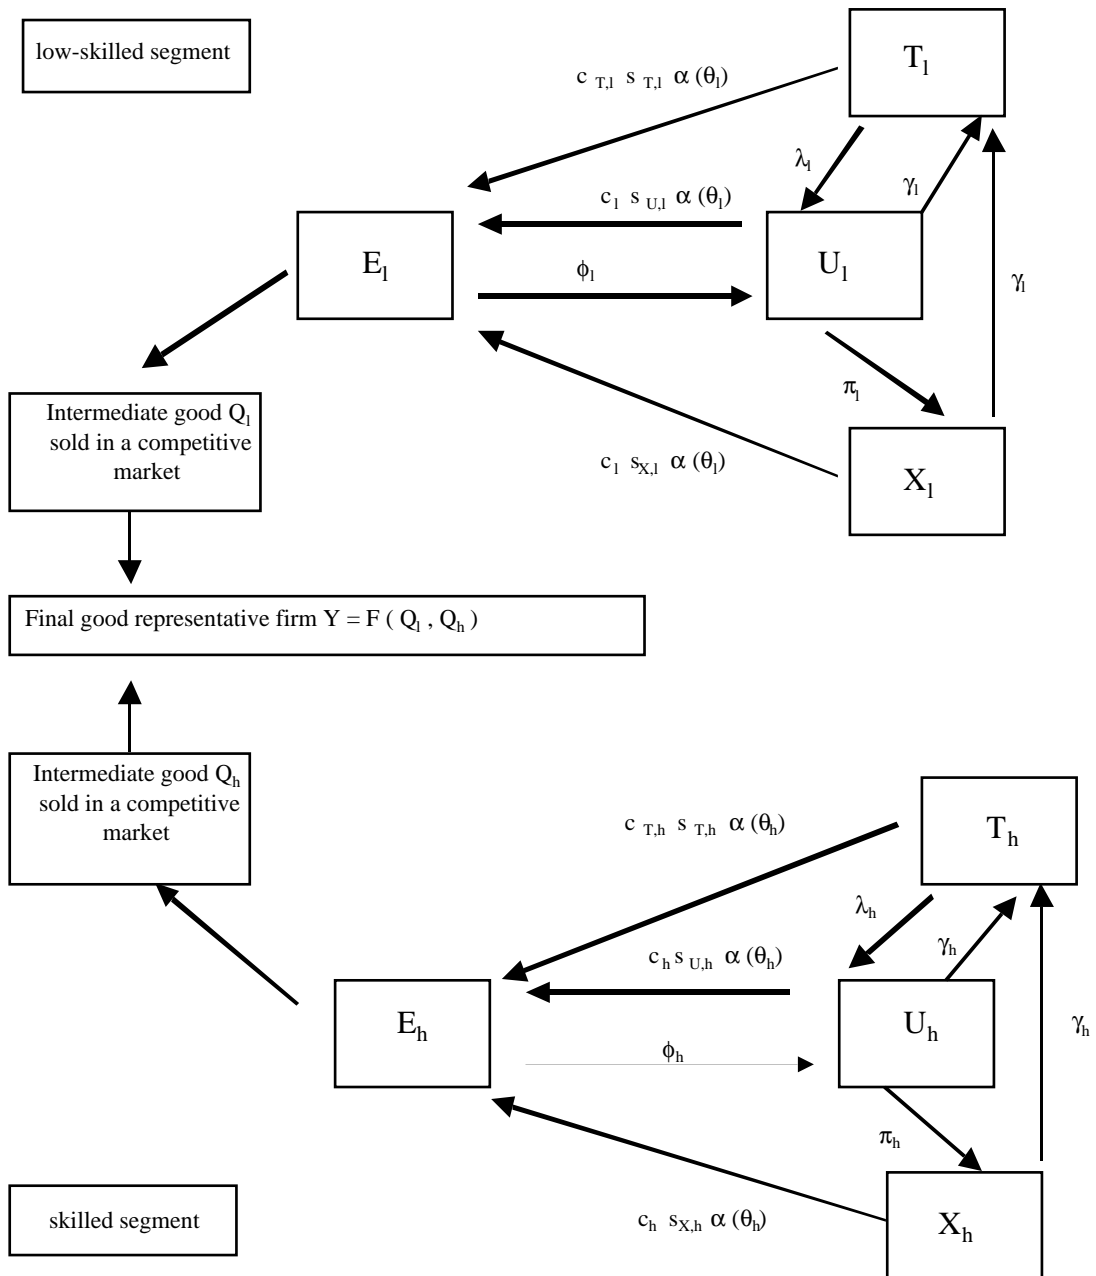 low-skilled segment
T_l
c_T,l s_T,l α (θ_l)
λ_l
γ_l
c_l s_U,l α (θ_l)
E_l
U_l
ϕ_l
γ_l
π_l
Intermediate good Q_l
sold in a competitive
market
c_l s_X,l α (θ_l)
X_l
Final good representative firm Y = F ( Q_l , Q_h )
Intermediate good Q_h
sold in a competitive
market
c_T,h s_T,h α (θ_h)
T_h
λ_h
γ_h
c_h s_U,h α (θ_h)
E_h
U_h
γ_h
ϕ_h
π_h
skilled segment
c_h s_X,h α (θ_h)
X_h